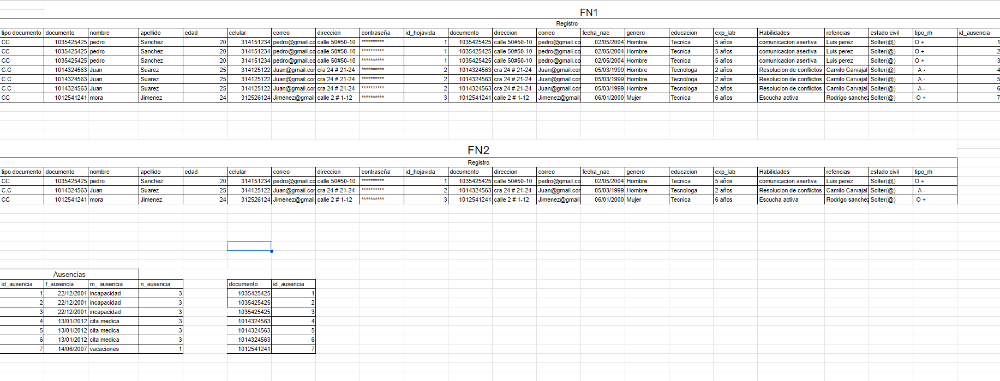 FN1
Registro
tipo documento documento nombre apellido edad celular correo direccion contraseña id_hojavida documento direccion correo fecha_nac genero educacion exp_lab Habilidades refencias estado civil tipo_rh id_ausencia
CC 1035425425 pedro Sanchez 20 314151234 pedro@gmail.co calle 50#50-10 ********** 1 1035425425 calle 50#50-10 pedro@gmail.co 02/05/2004 Hombre Tecnica 5 años comunicacion asertiva Luis perez Solter(@) O + 1
CC 1035425425 pedro Sanchez 20 314151234 pedro@gmail.co calle 50#50-10 ********** 1 1035425425 calle 50#50-10 pedro@gmail.co 02/05/2004 Hombre Tecnica 5 años comunicacion asertiva Luis perez Solter(@) O + 2
CC 1035425425 pedro Sanchez 20 314151234 pedro@gmail.co calle 50#50-10 ********** 1 1035425425 calle 50#50-10 pedro@gmail.co 02/05/2004 Hombre Tecnica 5 años comunicacion asertiva Luis perez Solter(@) O + 3
C.C 1014324563 Juan Suarez 25 314125122 Juan@gmail.cor cra 24 # 21-24 ********** 2 1014324563 cra 24 # 21-24 Juan@gmail.cor 05/03/1999 Hombre Tecnologa 2 años Resolucion de conflictos Camilo Carvajal Solter(@) A - 4
C.C 1014324563 Juan Suarez 25 314125122 Juan@gmail.cor cra 24 # 21-24 ********** 2 1014324563 cra 24 # 21-24 Juan@gmail.cor 05/03/1999 Hombre Tecnologa 2 años Resolucion de conflictos Camilo Carvajal Solter(@) A - 5
C.C 1014324563 Juan Suarez 25 314125122 Juan@gmail.cor cra 24 # 21-24 ********** 2 1014324563 cra 24 # 21-24 Juan@gmail.cor 05/03/1999 Hombre Tecnologa 2 años Resolucion de conflictos Camilo Carvajal Solter(@) A - 6
CC 1012541241 mora Jimenez 24 312526124 Jimenez@gmail calle 2 # 1-12 ********** 3 1012541241 calle 2 # 1-12 Jimenez@gmail 06/01/2000 Mujer Tecnica 6 años Escucha activa Rodrigo sanchez Solter(@) O + 7
FN2
Registro
tipo documento documento nombre apellido edad celular correo direccion contraseña id_hojavida documento direccion correo fecha_nac genero educacion exp_lab Habilidades refencias estado civil tipo_rh
CC 1035425425 pedro Sanchez 20 314151234 pedro@gmail.co calle 50#50-10 ********** 1 1035425425 calle 50#50-10 pedro@gmail.co 02/05/2004 Hombre Tecnica 5 años comunicacion asertiva Luis perez Solter(@) O +
C.C 1014324563 Juan Suarez 25 314125122 Juan@gmail.cor cra 24 # 21-24 ********** 2 1014324563 cra 24 # 21-24 Juan@gmail.cor 05/03/1999 Hombre Tecnologa 2 años Resolucion de conflictos Camilo Carvajal Solter(@) A -
CC 1012541241 mora Jimenez 24 312526124 Jimenez@gmail calle 2 # 1-12 ********** 3 1012541241 calle 2 # 1-12 Jimenez@gmail 06/01/2000 Mujer Tecnica 6 años Escucha activa Rodrigo sanchez Solter(@) O +
Ausencias
id_ausencia f_ausencia m_ ausencia n_ausencia documento id_ausencia
1 22/12/2001 incapacidad 3 1035425425 1
2 22/12/2001 incapacidad 3 1035425425 2
3 22/12/2001 incapacidad 3 1035425425 3
4 13/01/2012 cita medica 3 1014324563 4
5 13/01/2012 cita medica 3 1014324563 5
6 13/01/2012 cita medica 3 1014324563 6
7 14/06/2007 vacaciones 1 1012541241 7